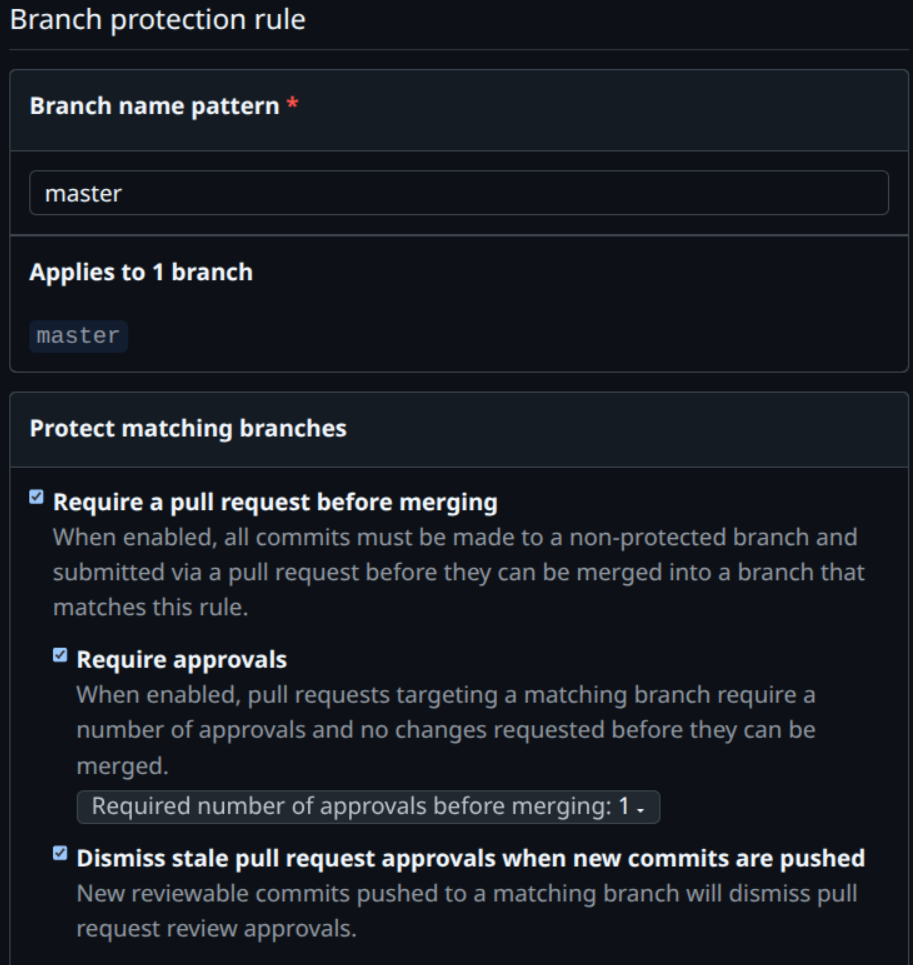 Branch protection rule
Branch name pattern *
master
Applies to 1 branch
master
Protect matching branches
Require a pull request before merging
When enabled, all commits must be made to a non-protected branch and
submitted via a pull request before they can be merged into a branch that
matches this rule.
Require approvals
When enabled, pull requests targeting a matching branch require a
number of approvals and no changes requested before they can be
merged.
Required number of approvals before merging: 1
Dismiss stale pull request approvals when new commits are pushed
New reviewable commits pushed to a matching branch will dismiss pull
request review approvals.